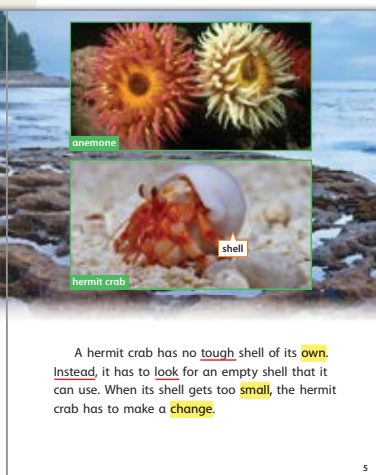 anemone
shell
hermit crab
A hermit crab has no tough shell of its own.
Instead, it has to look for an empty shell that it
can use. When its shell gets too small, the hermit
crab has to make a change.
5